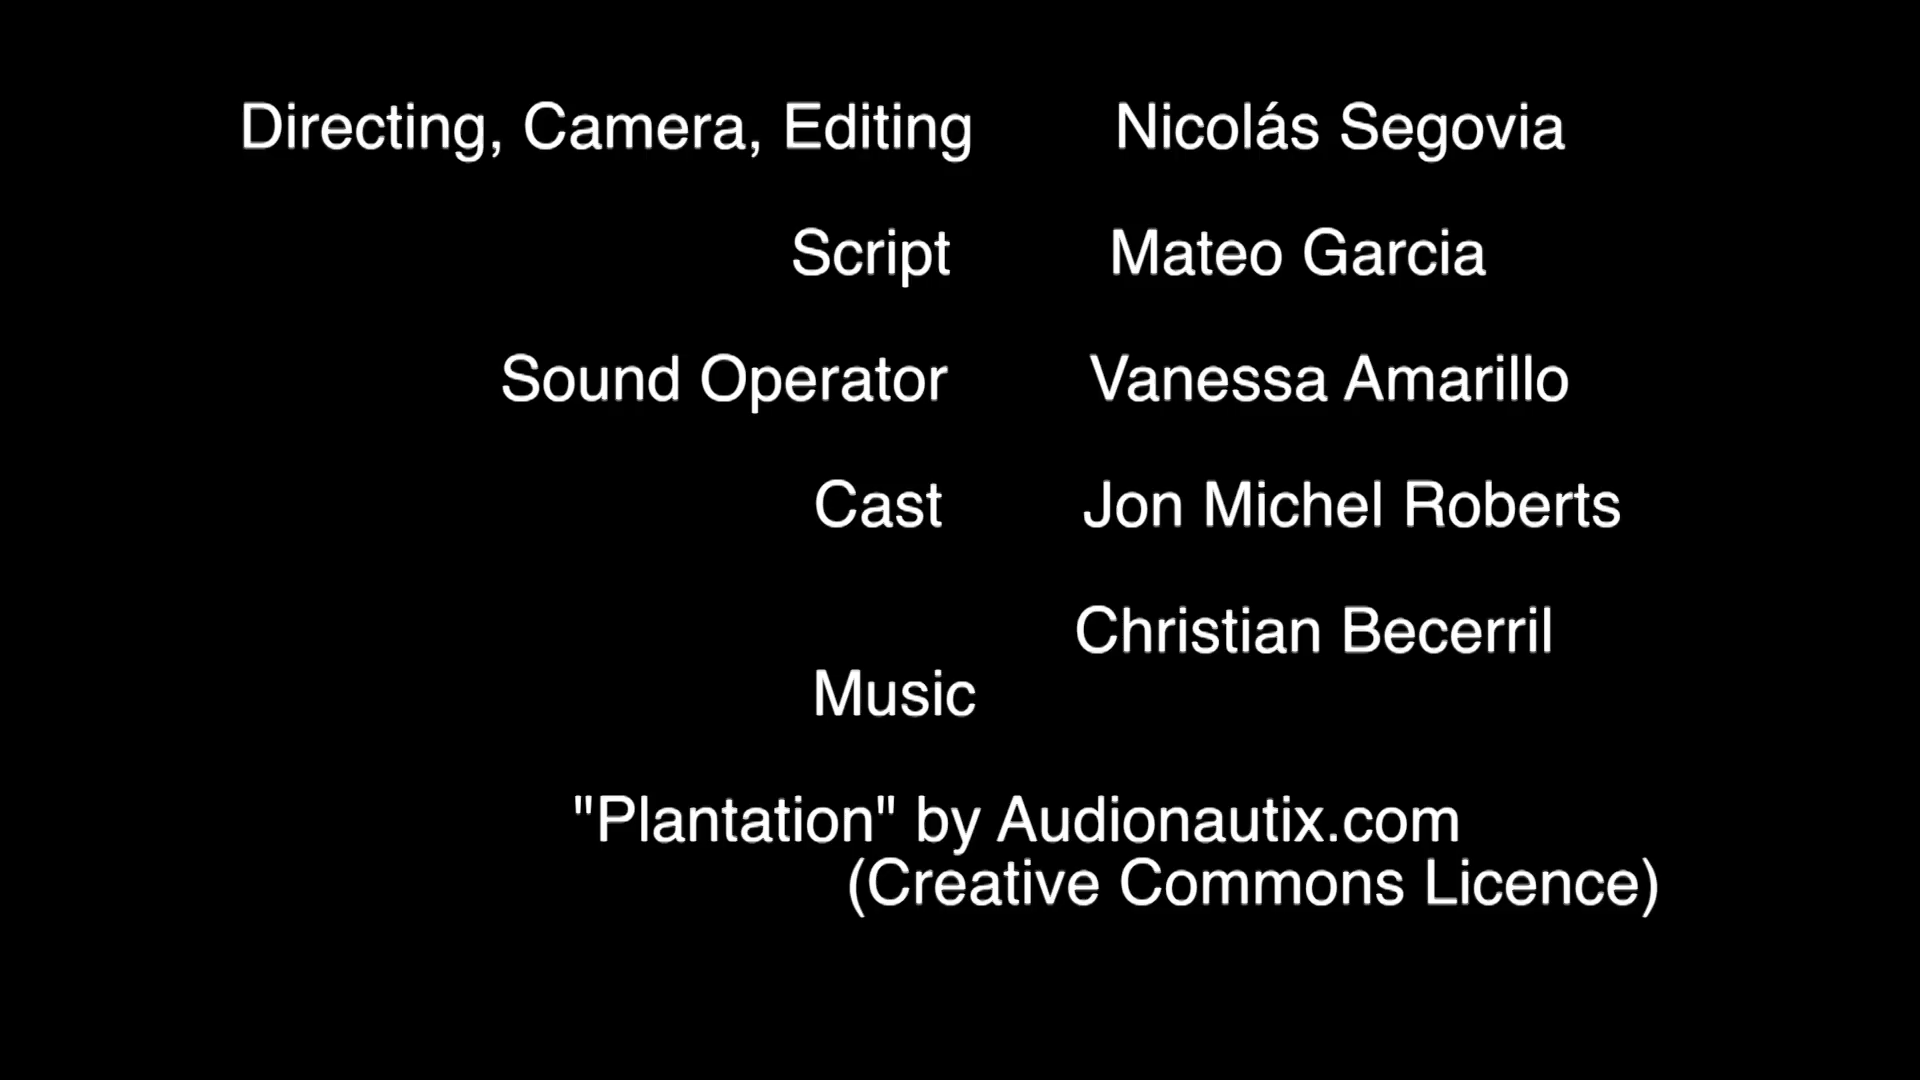 Directing, Camera, Editing Nicolás Segovia
Script Mateo Garcia
Sound Operator Vanessa Amarillo
Cast Jon Michel Roberts
Christian Becerril
Music
"Plantation" by Audionautix.com
(Creative Commons Licence)